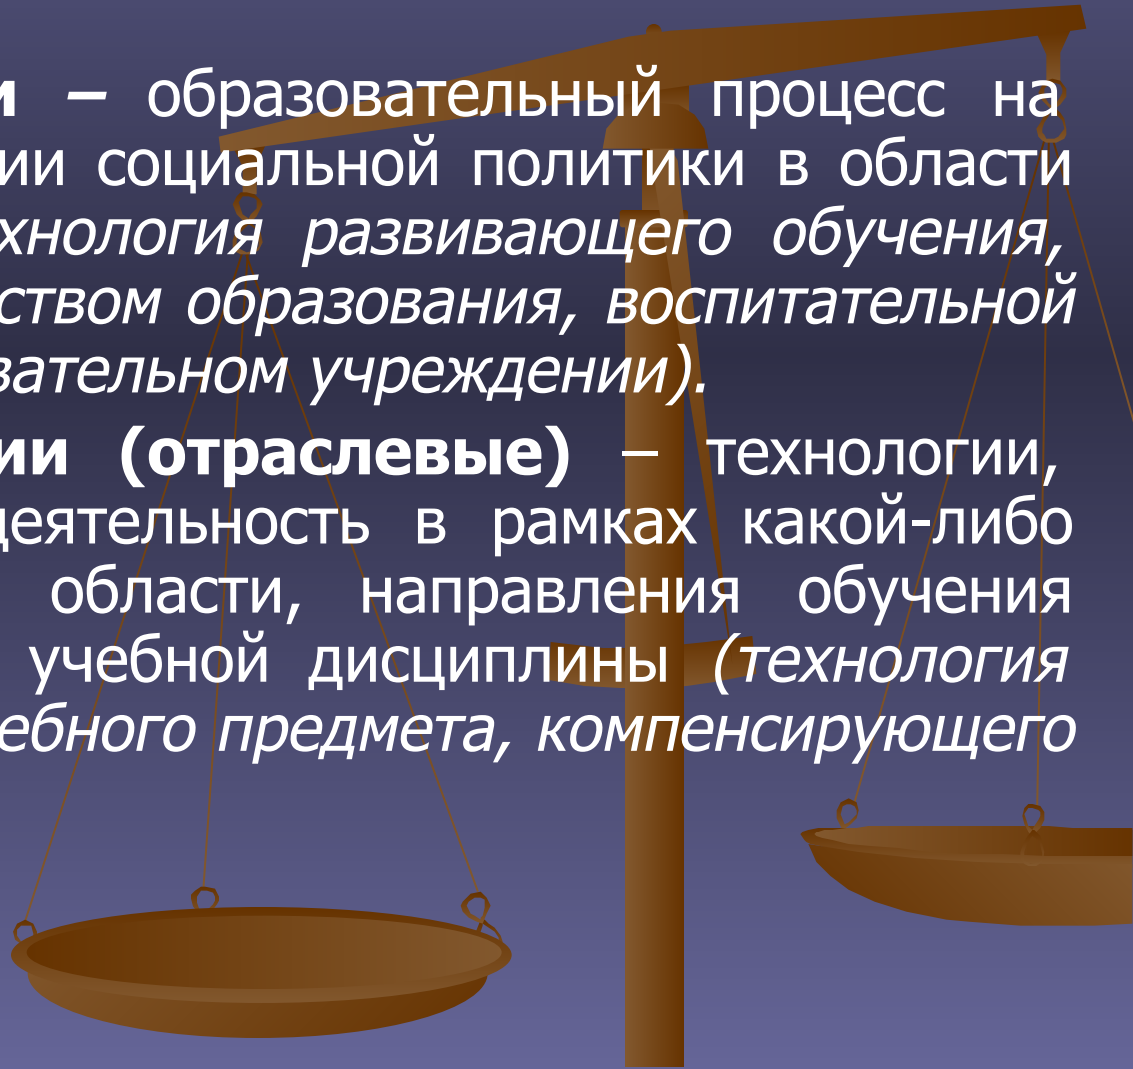 и – образовательный процесс на
ии социальной политики в области
хнология развивающего обучения,
ством образования, воспитательной
вательном учреждении).
ии (отраслевые) – технологии,
деятельность в рамках какой-либо
области, направления обучения
учебной дисциплины (технология
ебного предмета, компенсирующего